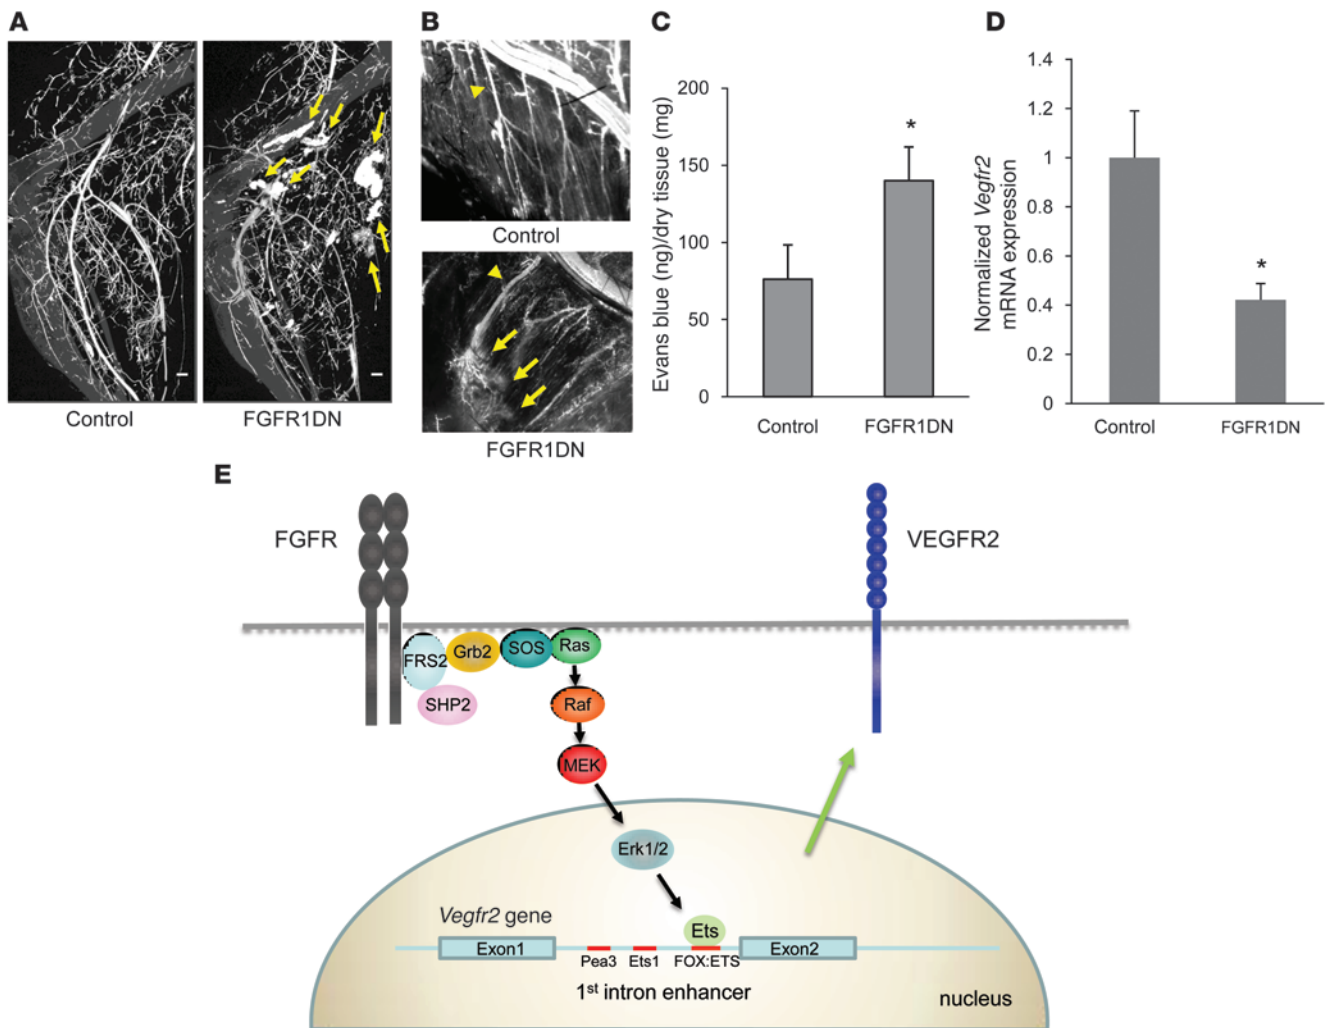 A
B
C
D
Control
FGFR1DN
Control
FGFR1DN
Evans blue (ng)/dry tissue (mg)
200
150
100
50
0
*
Control
FGFR1DN
Normalized Vegfr2
mRNA expression
1.4
1.2
1
0.8
0.6
0.4
0.2
0
*
Control
FGFR1DN
E
FGFR
VEGFR2
FRS2
Grb2
SOS
Ras
SHP2
Raf
MEK
Erk1/2
Ets
Vegfr2 gene
Exon1
Exon2
Pea3
Ets1
FOX:ETS
1st intron enhancer
nucleus